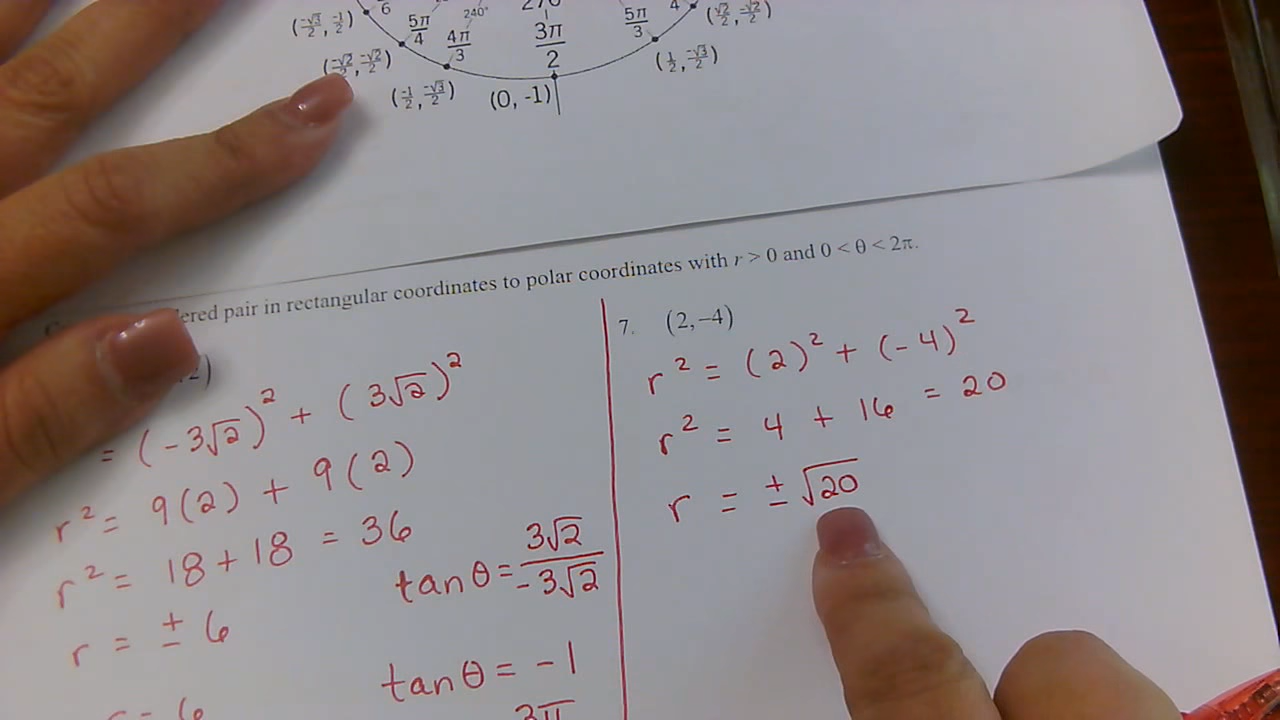 (-√3/2, -1/2) 6 5π/4 240° 4π/3 270 3π/2 5π/3 4 (√2/2, -√2/2)
(-√2/2, -√2/2) (1/2, -√3/2)
(-1/2, -√3/2) (0, -1)
ered pair in rectangular coordinates to polar coordinates with r > 0 and 0 < θ < 2π.
= (-3√2)² + (3√2)²
r² = 9(2) + 9(2)
r² = 18 + 18 = 36
r = ± 6
tan θ = 3√2/-3√2
tan θ = -1
7. (2,-4)
r² = (2)² + (-4)²
r² = 4 + 16 = 20
r = ± √20